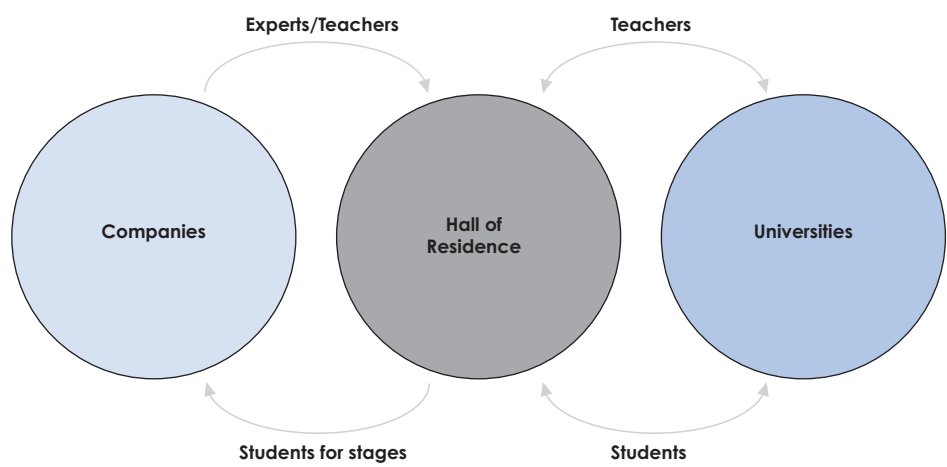 Experts/Teachers
Teachers
Companies
Hall of
Residence
Universities
Students for stages
Students